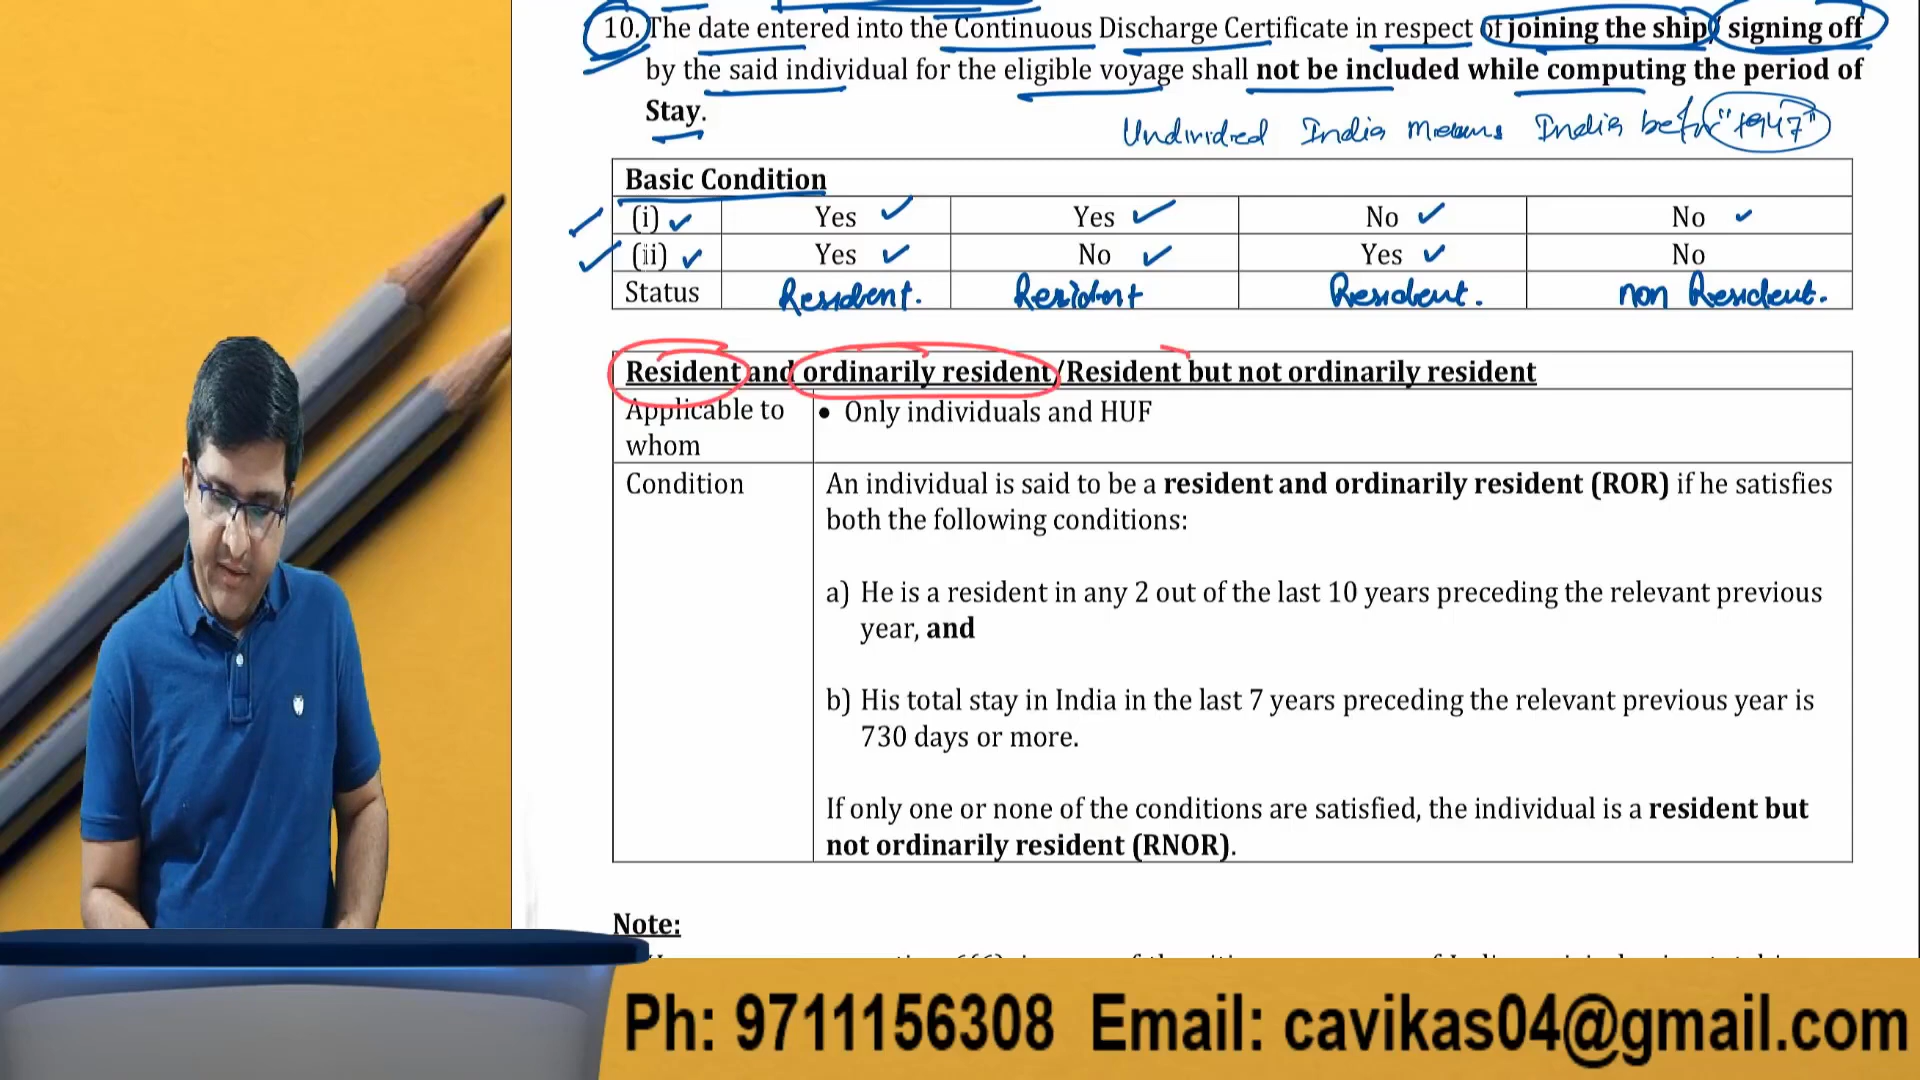 10. The date entered into the Continuous Discharge Certificate in respect of joining the ship/ signing off
by the said individual for the eligible voyage shall not be included while computing the period of
Stay.
Undivided India means India before "1947"
Basic Condition
(i) Yes Yes No No
(ii) Yes No Yes No
Status Resident. Resident Resident. non Resident.
Resident and ordinarily resident/Resident but not ordinarily resident
Applicable to whom
• Only individuals and HUF
Condition
An individual is said to be a resident and ordinarily resident (ROR) if he satisfies
both the following conditions:
a) He is a resident in any 2 out of the last 10 years preceding the relevant previous
year, and
b) His total stay in India in the last 7 years preceding the relevant previous year is
730 days or more.
If only one or none of the conditions are satisfied, the individual is a resident but
not ordinarily resident (RNOR).
Note:
Ph: 9711156308 Email: cavikas04@gmail.com